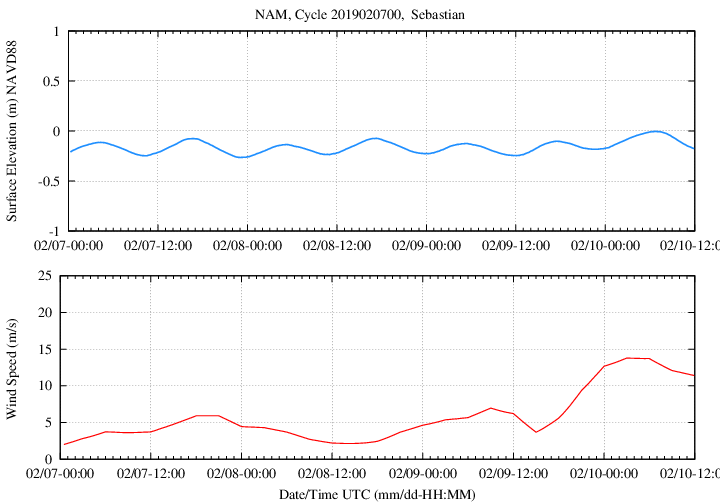 NAM, Cycle 2019020700,  Sebastian
Surface Elevation (m) NAVD88
1
0.5
0
-0.5
-1
02/07-00:00 02/07-12:00 02/08-00:00 02/08-12:00 02/09-00:00 02/09-12:00 02/10-00:00 02/10-12:0
Wind Speed (m/s)
25
20
15
10
5
0
02/07-00:00 02/07-12:00 02/08-00:00 02/08-12:00 02/09-00:00 02/09-12:00 02/10-00:00 02/10-12:0
Date/Time UTC (mm/dd-HH:MM)